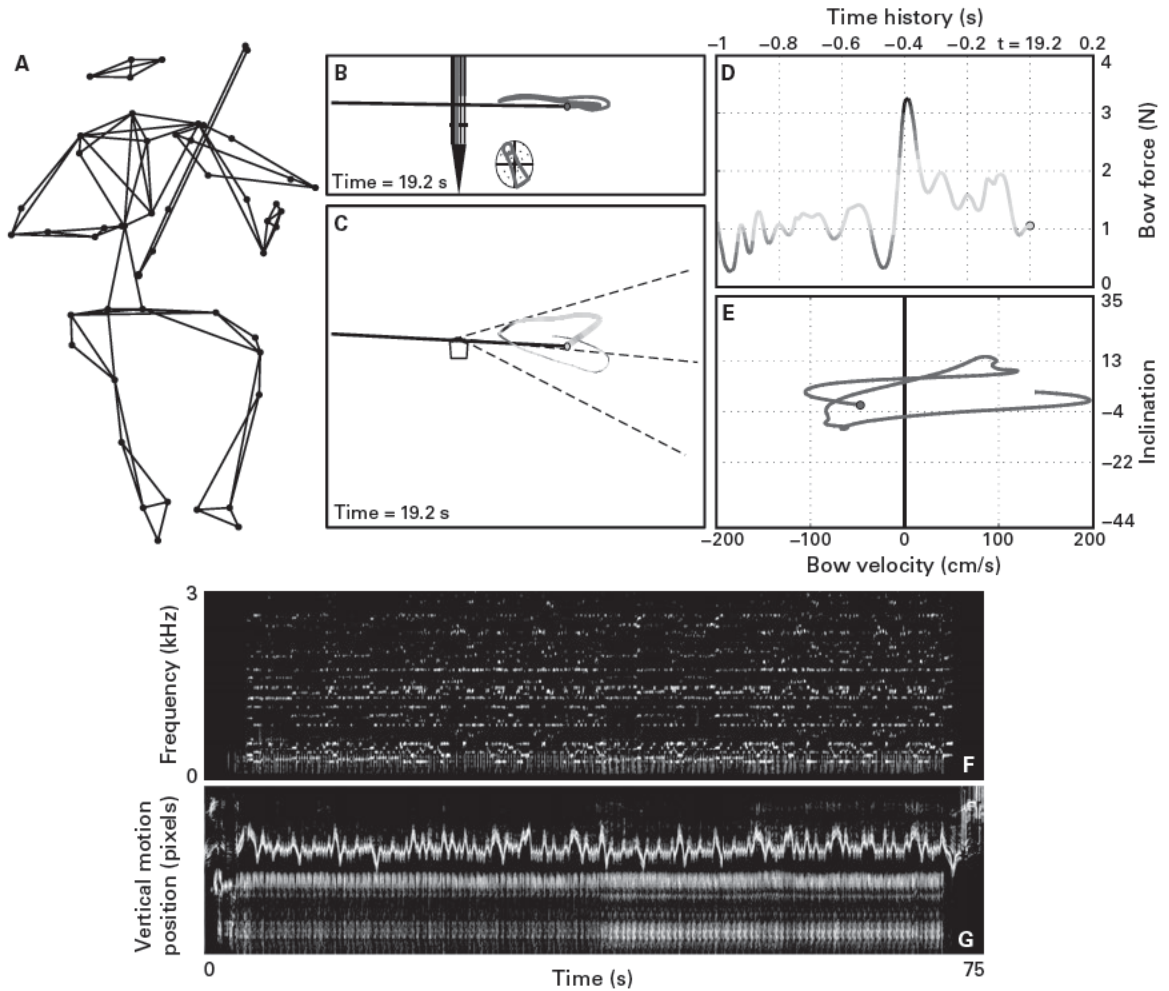 A
B
Time = 19.2 s
C
Time = 19.2 s
Time history (s)
−1 −0.8 −0.6 −0.4 −0.2 t = 19.2 0.2
D
4
3
2
1
0
Bow force (N)
E
35
13
−4
−22
−44
Inclination
−200 −100 0 100 200
Bow velocity (cm/s)
3
Frequency (kHz)
0
F
Vertical motion
position (pixels)
G
0 75
Time (s)